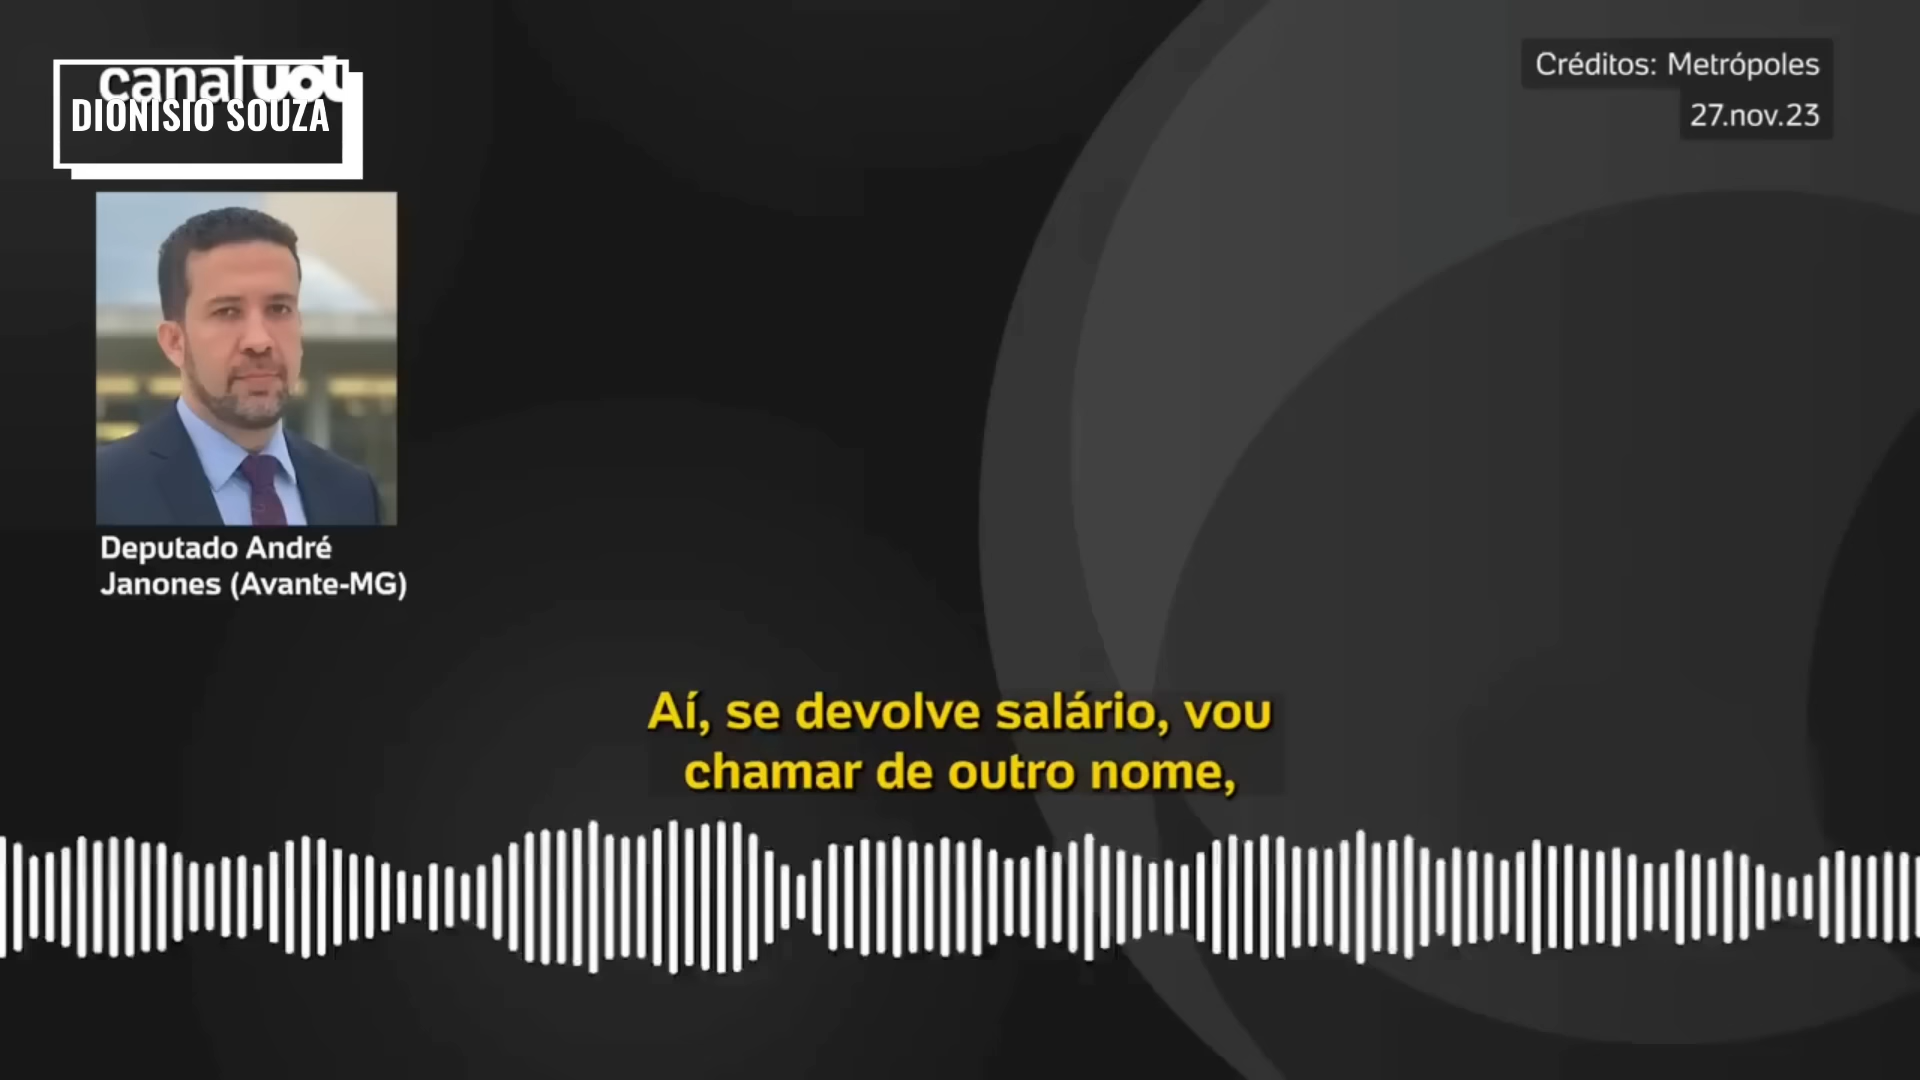 canal uol
DIONISIO SOUZA
Créditos: Metrópoles
27.nov.23
Deputado André
Janones (Avante-MG)
Aí, se devolve salário, vou
chamar de outro nome,